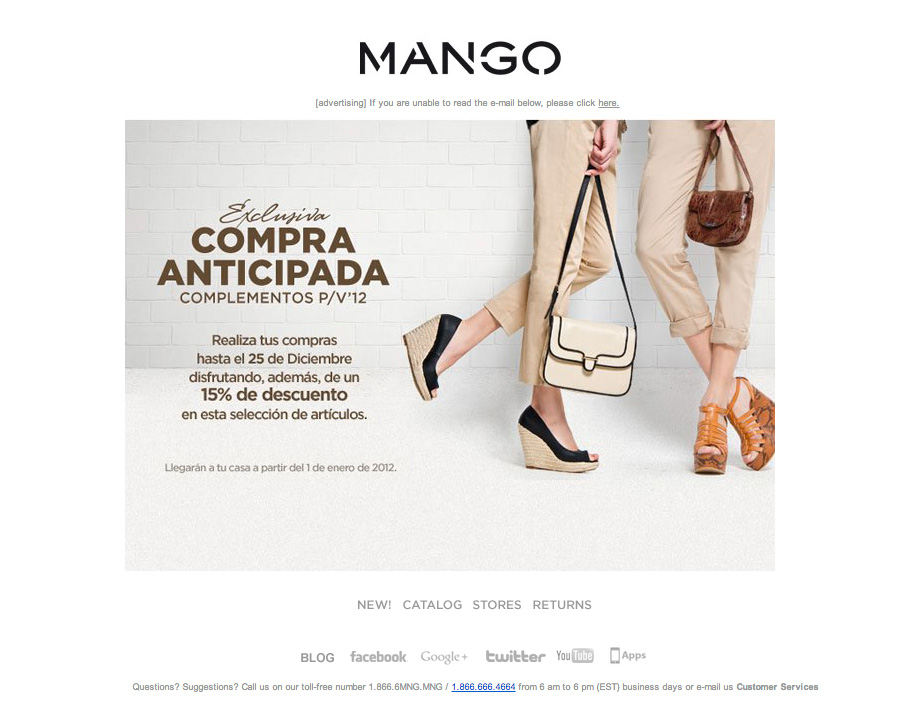 MANGO
[advertising] If you are unable to read the e-mail below, please click here.
Exclusiva
COMPRA
ANTICIPADA
COMPLEMENTOS P/V'12
Realiza tus compras
hasta el 25 de Diciembre
disfrutando, además, de un
15% de descuento
en esta selección de artículos.
Llegarán a tu casa a partir del 1 de enero de 2012.
NEW! CATALOG STORES RETURNS
BLOG facebook Google+ twitter YouTube Apps
Questions? Suggestions? Call us on our toll-free number 1.866.6MNG.MNG / 1.866.666.4664 from 6 am to 6 pm (EST) business days or e-mail us Customer Services